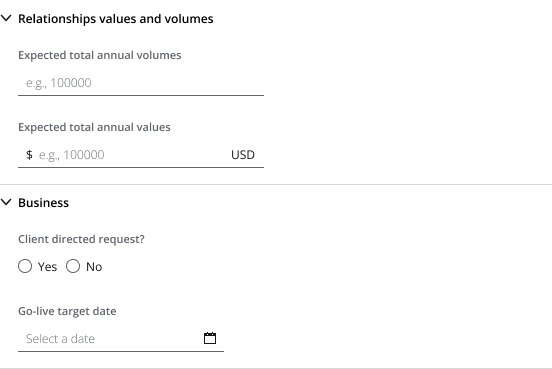 Relationships values and volumes
Expected total annual volumes
e.g., 100000
Expected total annual values
$ e.g., 100000 USD
Business
Client directed request?
Yes No
Go-live target date
Select a date